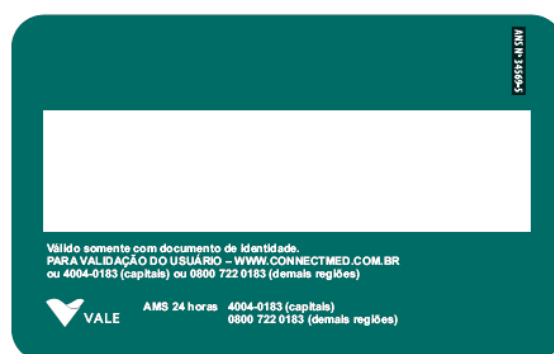 ANS Nº 34569-5
Válido somente com documento de identidade.
PARA VALIDAÇÃO DO USUÁRIO – WWW.CONNECTMED.COM.BR
ou 4004-0183 (capitais) ou 0800 722 0183 (demais regiões)
VALE
AMS 24 horas 4004-0183 (capitais)
0800 722 0183 (demais regiões)